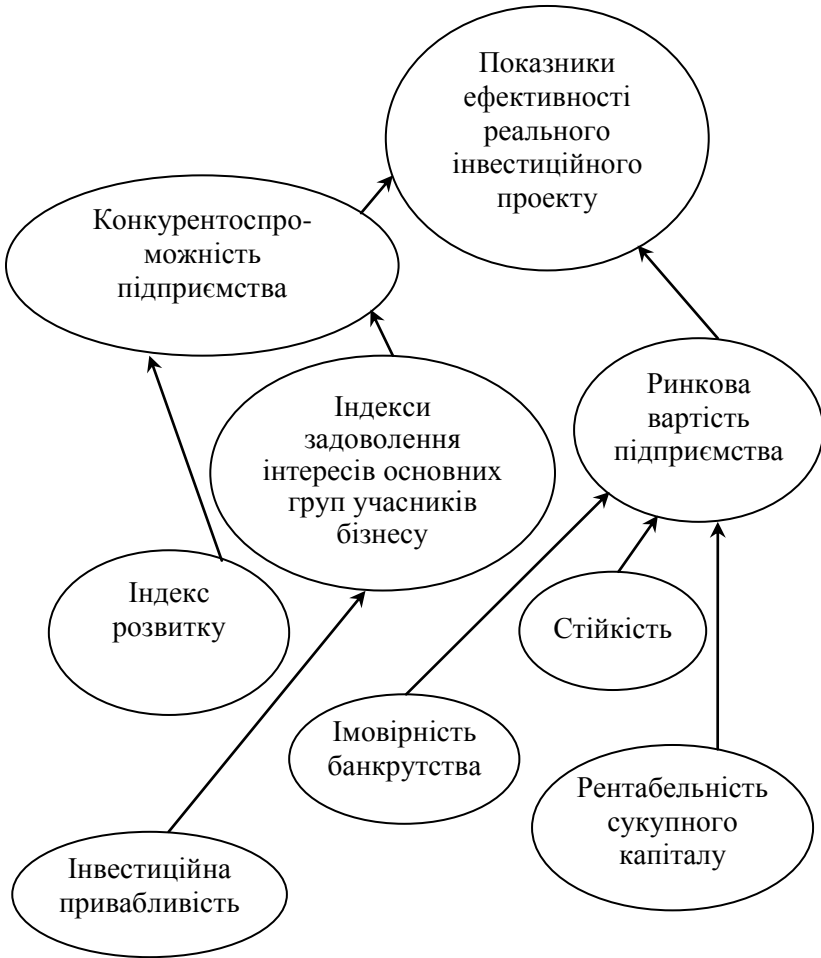 Показники
ефективності
реального
інвестиційного
проекту
Конкурентоспро-
можність
підприємства
Індекси
задоволення
інтересів основних
груп учасників
бізнесу
Ринкова
вартість
підприємства
Індекс
розвитку
Стійкість
Імовірність
банкрутства
Рентабельність
сукупного
капіталу
Інвестиційна
привабливість